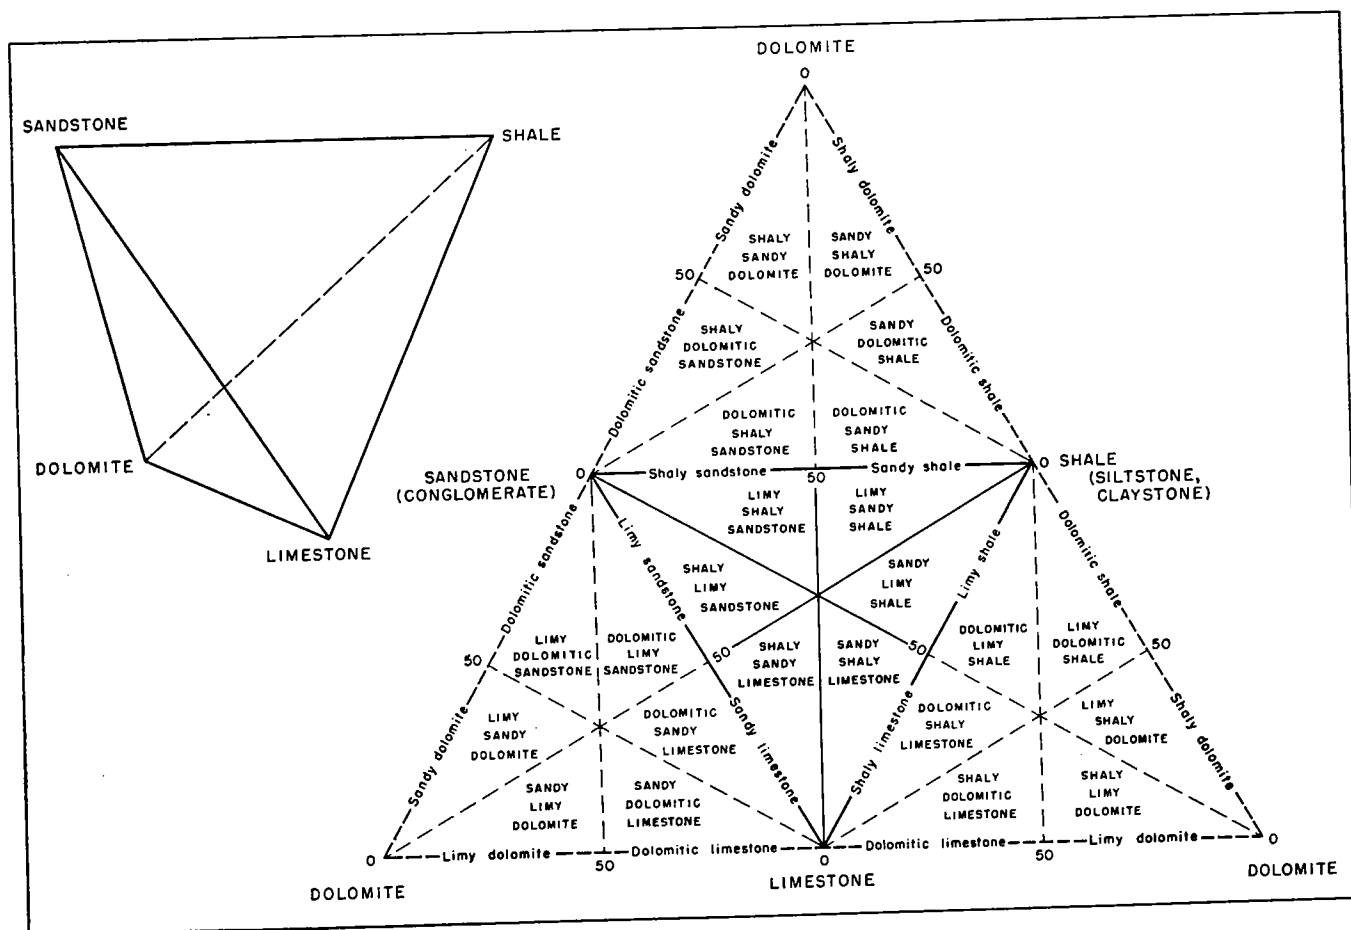 DOLOMITE
0
SANDSTONE
SHALE
DOLOMITE
LIMESTONE
Sandy dolomite
Shaly dolomite
SHALY
SANDY
DOLOMITE
SANDY
SHALY
DOLOMITE
50
50
Dolomitic sandstone
Dolomitic shale
SHALY
DOLOMITIC
SANDSTONE
SANDY
DOLOMITIC
SHALE
DOLOMITIC
SHALY
SANDSTONE
DOLOMITIC
SANDY
SHALE
SANDSTONE
(CONGLOMERATE)
0
Shaly sandstone
50
Sandy shale
0
SHALE
(SILTSTONE,
CLAYSTONE)
LIMY
SHALY
SANDSTONE
LIMY
SANDY
SHALE
Dolomitic sandstone
Limy sandstone
Limy shale
Dolomitic shale
SHALY
LIMY
SANDSTONE
SANDY
LIMY
SHALE
50
LIMY
DOLOMITIC
SANDSTONE
DOLOMITIC
LIMY
SANDSTONE
50
SHALY
SANDY
LIMESTONE
SANDY
SHALY
LIMESTONE
50
DOLOMITIC
LIMY
SHALE
LIMY
DOLOMITIC
SHALE
50
Sandy dolomite
Sandy limestone
Shaly limestone
Shaly dolomite
LIMY
SANDY
DOLOMITE
DOLOMITIC
SANDY
LIMESTONE
DOLOMITIC
SHALY
LIMESTONE
LIMY
SHALY
DOLOMITE
SANDY
LIMY
DOLOMITE
SANDY
DOLOMITIC
LIMESTONE
SHALY
DOLOMITIC
LIMESTONE
SHALY
LIMY
DOLOMITE
0
Limy dolomite
50
Dolomitic limestone
0
Dolomitic limestone
50
Limy dolomite
0
DOLOMITE
LIMESTONE
DOLOMITE